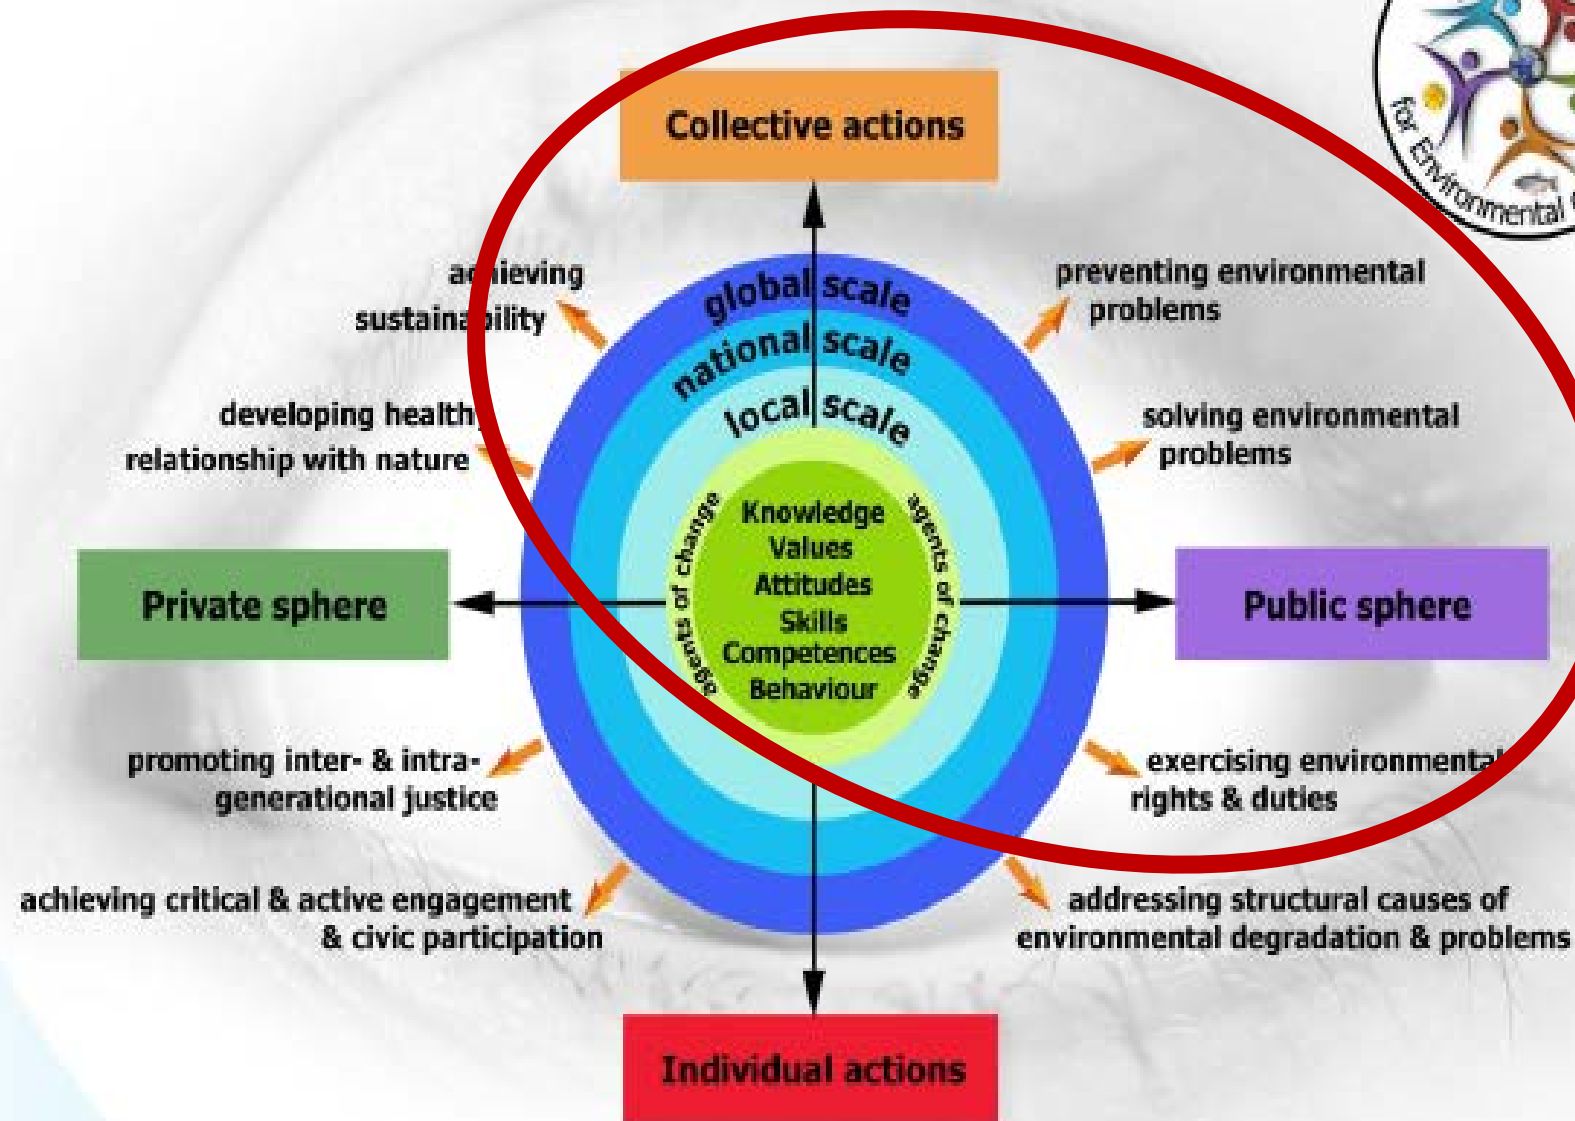 Collective actions
for Environmental
achieving
sustainability
preventing environmental
problems
global scale
national scale
local scale
developing health
relationship with nature
solving environmental
problems
agents of change
Knowledge
Values
Attitudes
Skills
Competences
Behaviour
agents of change
Private sphere
Public sphere
promoting inter- & intra-
generational justice
exercising environmental
rights & duties
achieving critical & active engagement
& civic participation
addressing structural causes of
environmental degradation & problems
Individual actions